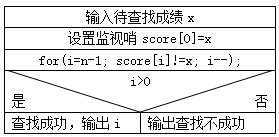 输入待查找成绩 x
设置监视哨 score[0]=x
for(i=n-1; score[i]!=x; i--);
i>0
是
否
查找成功，输出 i
输出查找不成功